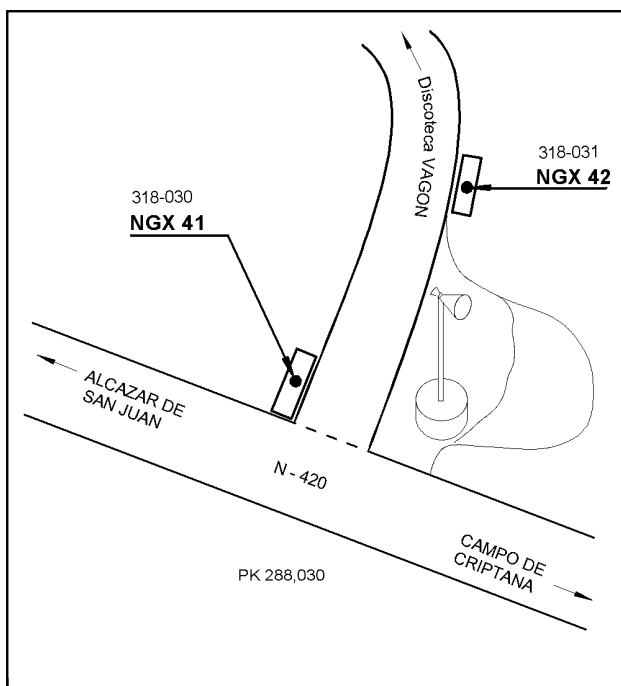 Discoteca VAGON
318-031
NGX 42
318-030
NGX 41
ALCAZAR DE
SAN JUAN
N - 420
CAMPO DE
CRIPTANA
PK 288,030